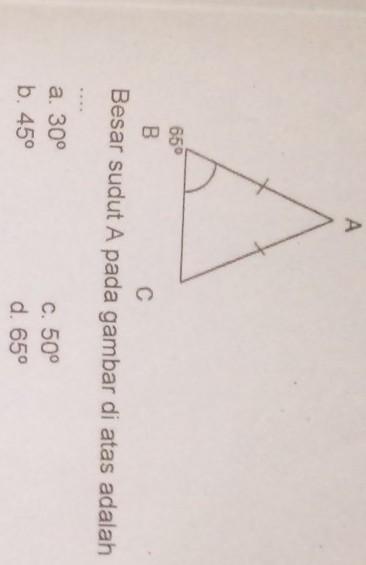 A
65°
B C
Besar sudut A pada gambar di atas adalah
....
a. 30° c. 50°
b. 45° d. 65°